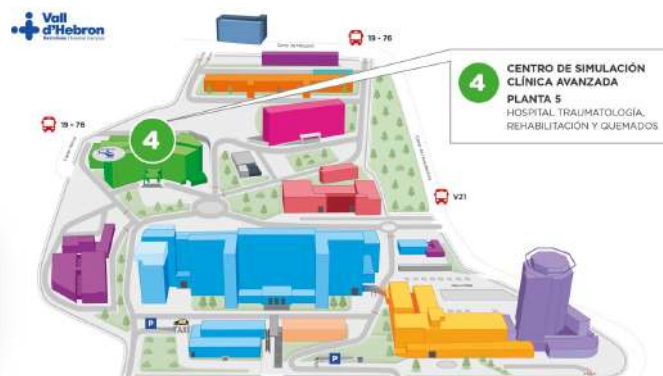 Vall
d'Hebron
Barcelona Hospital Campus
19 - 76
4
CENTRO DE SIMULACIÓN
CLÍNICA AVANZADA
PLANTA 5
HOSPITAL TRAUMATOLOGÍA,
REHABILITACIÓN Y QUEMADOS
19 - 76
4
V21
P
TAXI
P